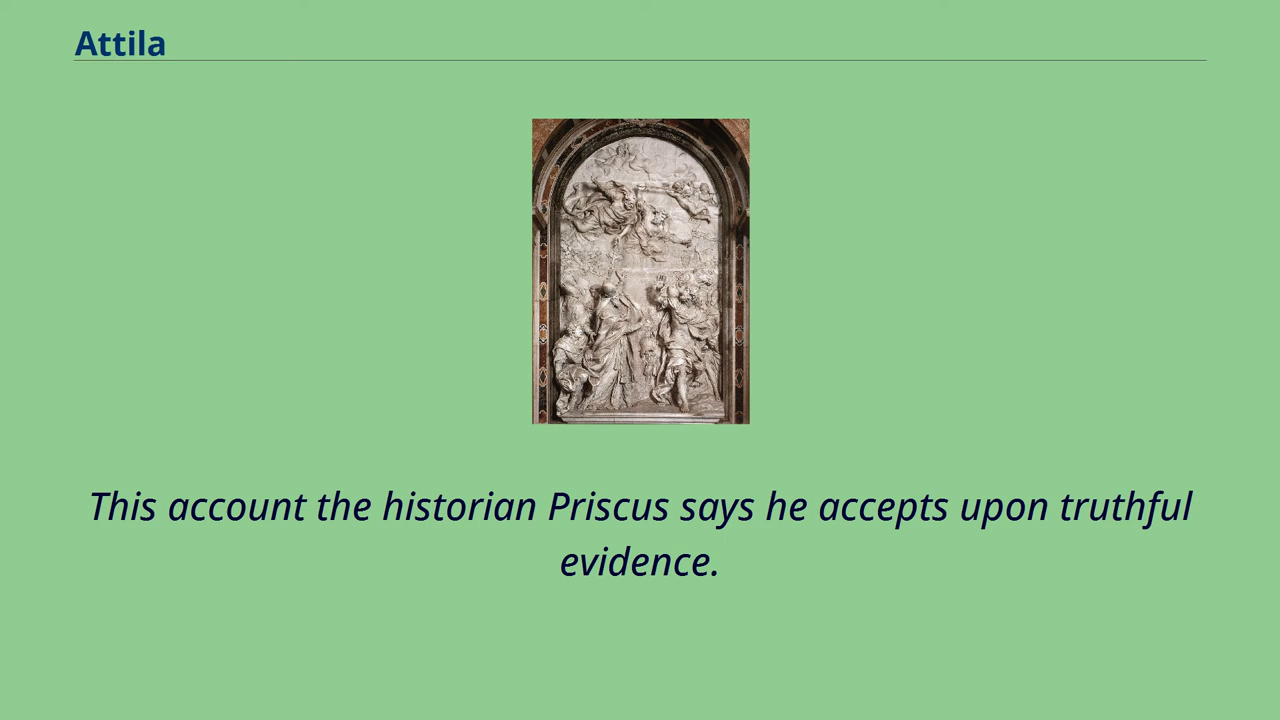 Attila
This account the historian Priscus says he accepts upon truthful
evidence.